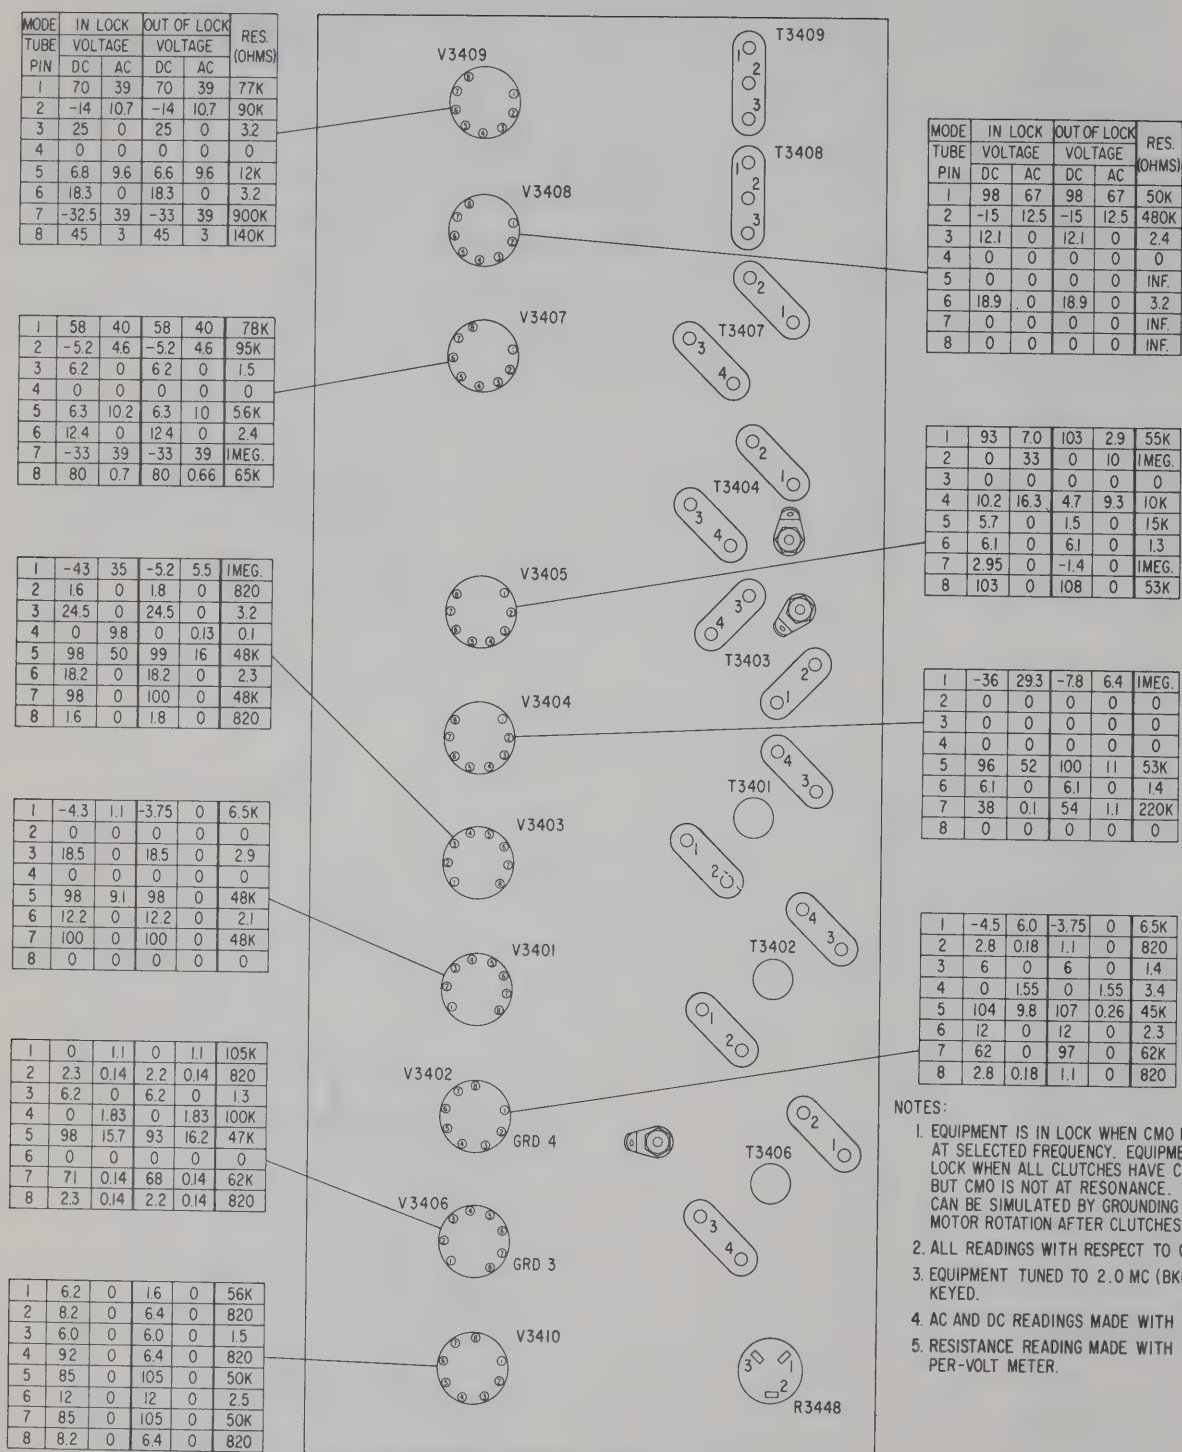 MODE IN LOCK OUT OF LOCK RES. (OHMS)
TUBE VOLTAGE VOLTAGE
PIN DC AC DC AC
1 70 39 70 39 77K
2 -14 10.7 -14 10.7 90K
3 25 0 25 0 3.2
4 0 0 0 0 0
5 6.8 9.6 6.6 9.6 12K
6 18.3 0 18.3 0 3.2
7 -32.5 39 -33 39 900K
8 45 3 45 3 140K
1 58 40 58 40 78K
2 -5.2 4.6 -5.2 4.6 95K
3 6.2 0 6.2 0 1.5
4 0 0 0 0 0
5 6.3 10.2 6.3 10 5.6K
6 12.4 0 12.4 0 2.4
7 -33 39 -33 39 1MEG.
8 80 0.7 80 0.66 65K
1 -43 35 -5.2 5.5 1MEG.
2 1.6 0 1.8 0 820
3 24.5 0 24.5 0 3.2
4 0 9.8 0 0.13 0.1
5 98 50 99 16 48K
6 18.2 0 18.2 0 2.3
7 98 0 100 0 48K
8 1.6 0 1.8 0 820
1 -4.3 1.1 -3.75 0 6.5K
2 0 0 0 0 0
3 18.5 0 18.5 0 2.9
4 0 0 0 0 0
5 98 9.1 98 0 48K
6 12.2 0 12.2 0 2.1
7 100 0 100 0 48K
8 0 0 0 0 0
1 0 1.1 0 1.1 105K
2 2.3 0.14 2.2 0.14 820
3 6.2 0 6.2 0 1.3
4 0 1.83 0 1.83 100K
5 98 15.7 93 16.2 47K
6 0 0 0 0 0
7 71 0.14 68 0.14 62K
8 2.3 0.14 2.2 0.14 820
1 6.2 0 1.6 0 56K
2 8.2 0 6.4 0 820
3 6.0 0 6.0 0 1.5
4 92 0 6.4 0 820
5 85 0 105 0 50K
6 12 0 12 0 2.5
7 85 0 105 0 50K
8 8.2 0 6.4 0 820
V3409
V3408
V3407
V3405
V3404
V3403
V3401
V3402
GRD 4
V3406
GRD 3
V3410
T3409
1
2
3
T3408
1
2
3
2
1
T3407
3
4
2
1
T3404
3
4
3
4
T3403
2
1
4
3
T3401
1
2
4
3
T3402
1
2
2
1
T3406
3
4
3 1
2
R3448
MODE IN LOCK OUT OF LOCK RES. (OHMS)
TUBE VOLTAGE VOLTAGE
PIN DC AC DC AC
1 98 67 98 67 50K
2 -15 12.5 -15 12.5 480K
3 12.1 0 12.1 0 2.4
4 0 0 0 0 0
5 0 0 0 0 INF.
6 18.9 0 18.9 0 3.2
7 0 0 0 0 INF.
8 0 0 0 0 INF.
1 93 7.0 103 2.9 55K
2 0 33 0 10 1MEG.
3 0 0 0 0 0
4 10.2 16.3 4.7 9.3 10K
5 5.7 0 1.5 0 15K
6 6.1 0 6.1 0 1.3
7 2.95 0 -1.4 0 1MEG.
8 103 0 108 0 53K
1 -36 29.3 -7.8 6.4 1MEG.
2 0 0 0 0 0
3 0 0 0 0 0
4 0 0 0 0 0
5 96 52 100 11 53K
6 6.1 0 6.1 0 1.4
7 38 0.1 54 1.1 220K
8 0 0 0 0 0
1 -4.5 6.0 -3.75 0 6.5K
2 2.8 0.18 1.1 0 820
3 6 0 6 0 1.4
4 0 1.55 0 1.55 3.4
5 104 9.8 107 0.26 45K
6 12 0 12 0 2.3
7 62 0 97 0 62K
8 2.8 0.18 1.1 0 820
NOTES:
1. EQUIPMENT IS IN LOCK WHEN CMO
AT SELECTED FREQUENCY.
LOCK WHEN ALL CLUTCHES HAVE
BUT CMO IS NOT AT RESONANCE.
CAN BE SIMULATED BY GROUNDING
MOTOR ROTATION AFTER CLUTCHES
2. ALL READINGS WITH RESPECT TO
3. EQUIPMENT TUNED TO 2.0 MC
KEYED.
4. AC AND DC READINGS MADE WITH
5. RESISTANCE READING MADE WITH
PER-VOLT METER.